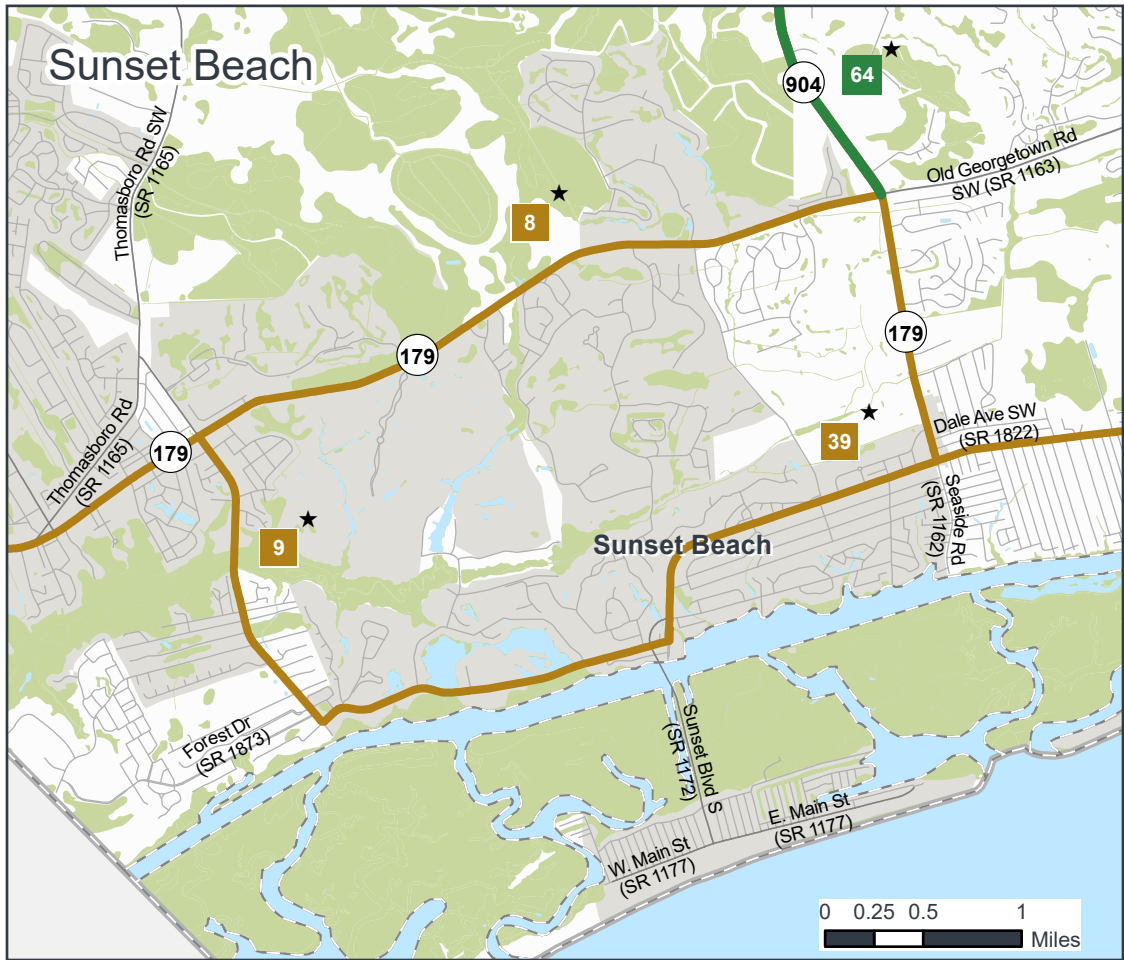 Sunset Beach
904
64
Thomasboro Rd SW
(SR 1165)
Old Georgetown Rd
SW (SR 1163)
8
179
179
Thomasboro Rd
(SR 1165)
179
39
Dale Ave SW
(SR 1822)
9
Sunset Beach
Seaside Rd
(SR 1162)
Forest Dr
(SR 1873)
Sunset Blvd S
(SR 1172)
E. Main St
(SR 1177)
W. Main St
(SR 1177)
0 0.25 0.5 1
Miles